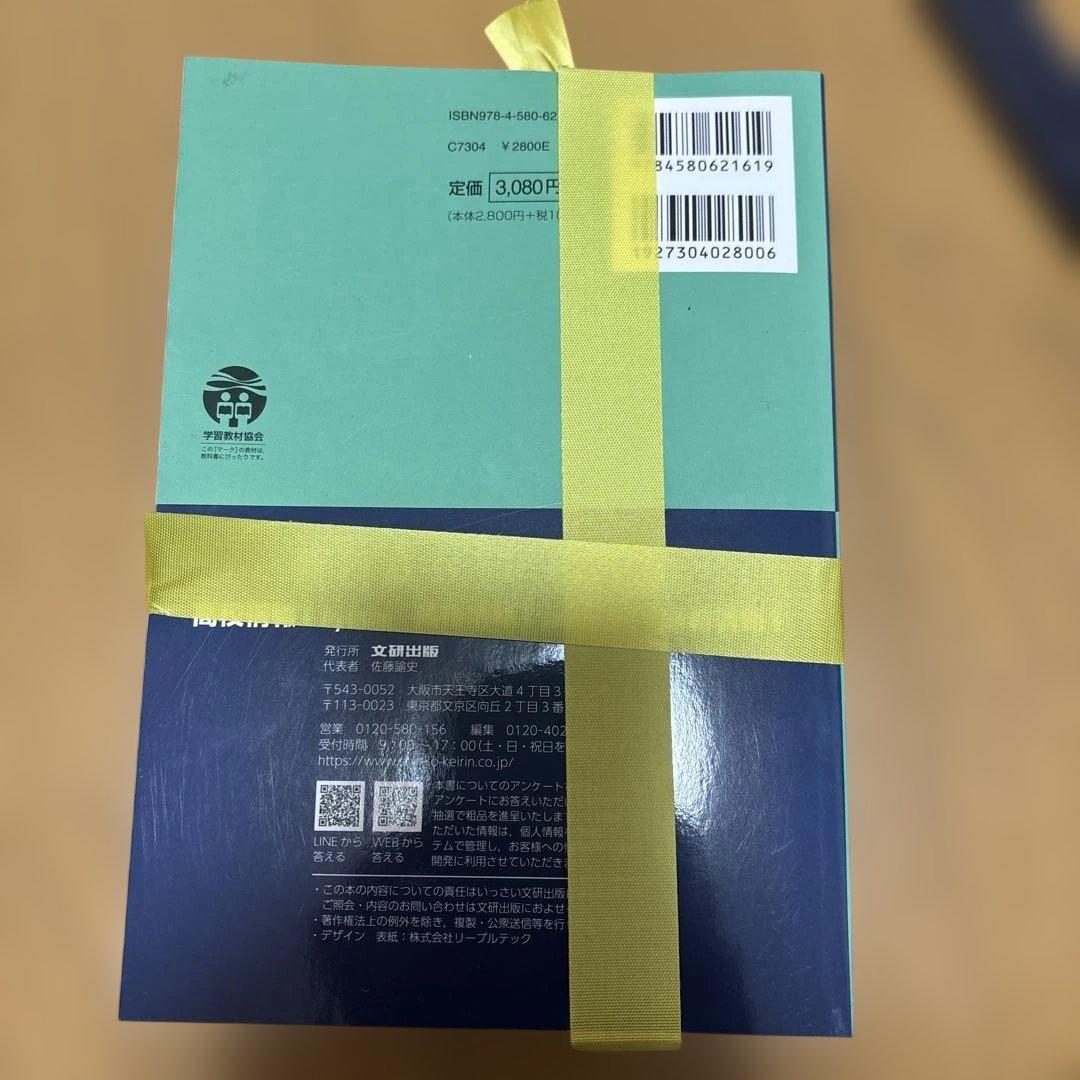 ISBN978-4-580-62
C7304 ¥2800E
定価 3,080円
(本体2,800円+税10
84580621619
1927304028006
学習教材協会
この[マーク]の教材は、
教科書にぴったりです。
発行所 文研出版
代表者 佐藤諭史
〒543-0052 大阪市天王寺区大道4丁目3
〒113-0023 東京都文京区向丘2丁目3番
営業 0120-580-156 編集 0120-402
受付時間 9:00～17:00(土・日・祝日を
-keirin.co.jp/
本書についてのアンケート
アンケートにお答えいただい
抽選で粗品を進呈いたしま
ただいた情報は，個人情報
テムで管理し，お客様への
開発に利用させていただきま
LINEから
答える
WEBから
答える
・この本の内容についての責任はいっさい文研出版
ご照会・内容のお問い合わせは文研出版におよせ
・著作権法上の例外を除き，複製・公衆送信等を行
・デザイン 表紙：株式会社リーブルテック